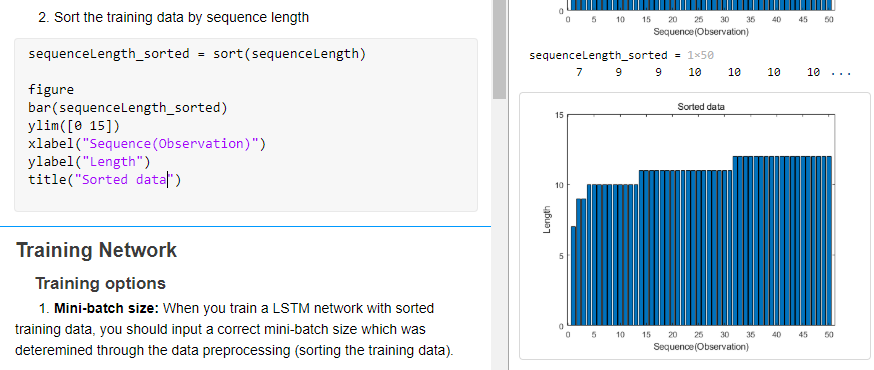 2. Sort the training data by sequence length
sequenceLength_sorted = sort(sequenceLength)
figure
bar(sequenceLength_sorted)
ylim([0 15])
xlabel("Sequence(Observation)")
ylabel("Length")
title("Sorted data")
Training Network
Training options
1. Mini-batch size: When you train a LSTM network with sorted
training data, you should input a correct mini-batch size which was
deteremined through the data preprocessing (sorting the training data).
0
0 5 10 15 20 25 30 35 40 45 50
Sequence(Observation)
sequenceLength_sorted = 1×50
7 9 9 10 10 10 10 ...
Sorted data
15
10
5
0
Length
0 5 10 15 20 25 30 35 40 45 50
Sequence(Observation)